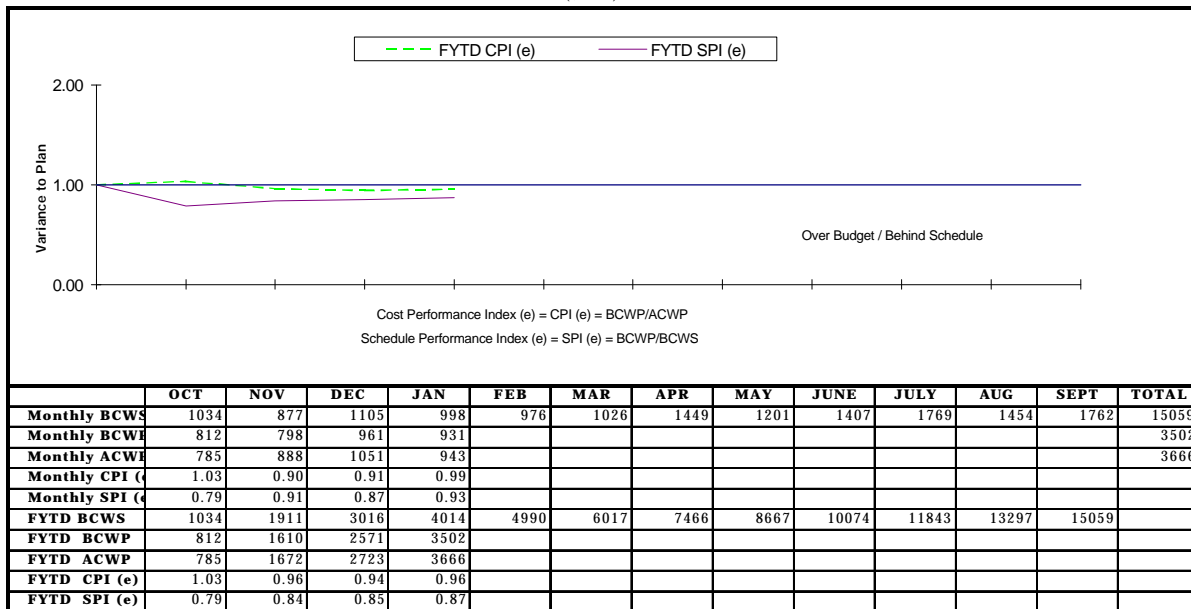 FYTD CPI (e) FYTD SPI (e)
2.00
1.00
0.00
Variance to Plan
Over Budget / Behind Schedule
Cost Performance Index (e) = CPI (e) = BCWP/ACWP
Schedule Performance Index (e) = SPI (e) = BCWP/BCWS
OCT NOV DEC JAN FEB MAR APR MAY JUNE JULY AUG SEPT TOTAL
Monthly BCWS 1034 877 1105 998 976 1026 1449 1201 1407 1769 1454 1762 15059
Monthly BCWP 812 798 961 931 3502
Monthly ACWP 785 888 1051 943 3666
Monthly CPI (e 1.03 0.90 0.91 0.99
Monthly SPI (e 0.79 0.91 0.87 0.93
FYTD BCWS 1034 1911 3016 4014 4990 6017 7466 8667 10074 11843 13297 15059
FYTD BCWP 812 1610 2571 3502
FYTD ACWP 785 1672 2723 3666
FYTD CPI (e) 1.03 0.96 0.94 0.96
FYTD SPI (e) 0.79 0.84 0.85 0.87